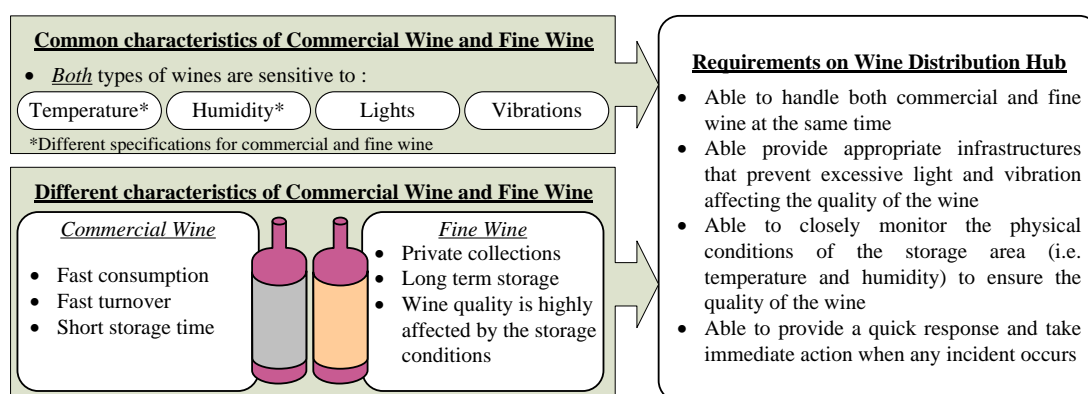 Common characteristics of Commercial Wine and Fine Wine
• Both types of wines are sensitive to :
Temperature* Humidity* Lights Vibrations
*Different specifications for commercial and fine wine
Different characteristics of Commercial Wine and Fine Wine
Commercial Wine
• Fast consumption
• Fast turnover
• Short storage time
Fine Wine
• Private collections
• Long term storage
• Wine quality is highly
affected by the storage
conditions
Requirements on Wine Distribution Hub
• Able to handle both commercial and fine
wine at the same time
• Able provide appropriate infrastructures
that prevent excessive light and vibration
affecting the quality of the wine
• Able to closely monitor the physical
conditions of the storage area (i.e.
temperature and humidity) to ensure the
quality of the wine
• Able to provide a quick response and take
immediate action when any incident occurs